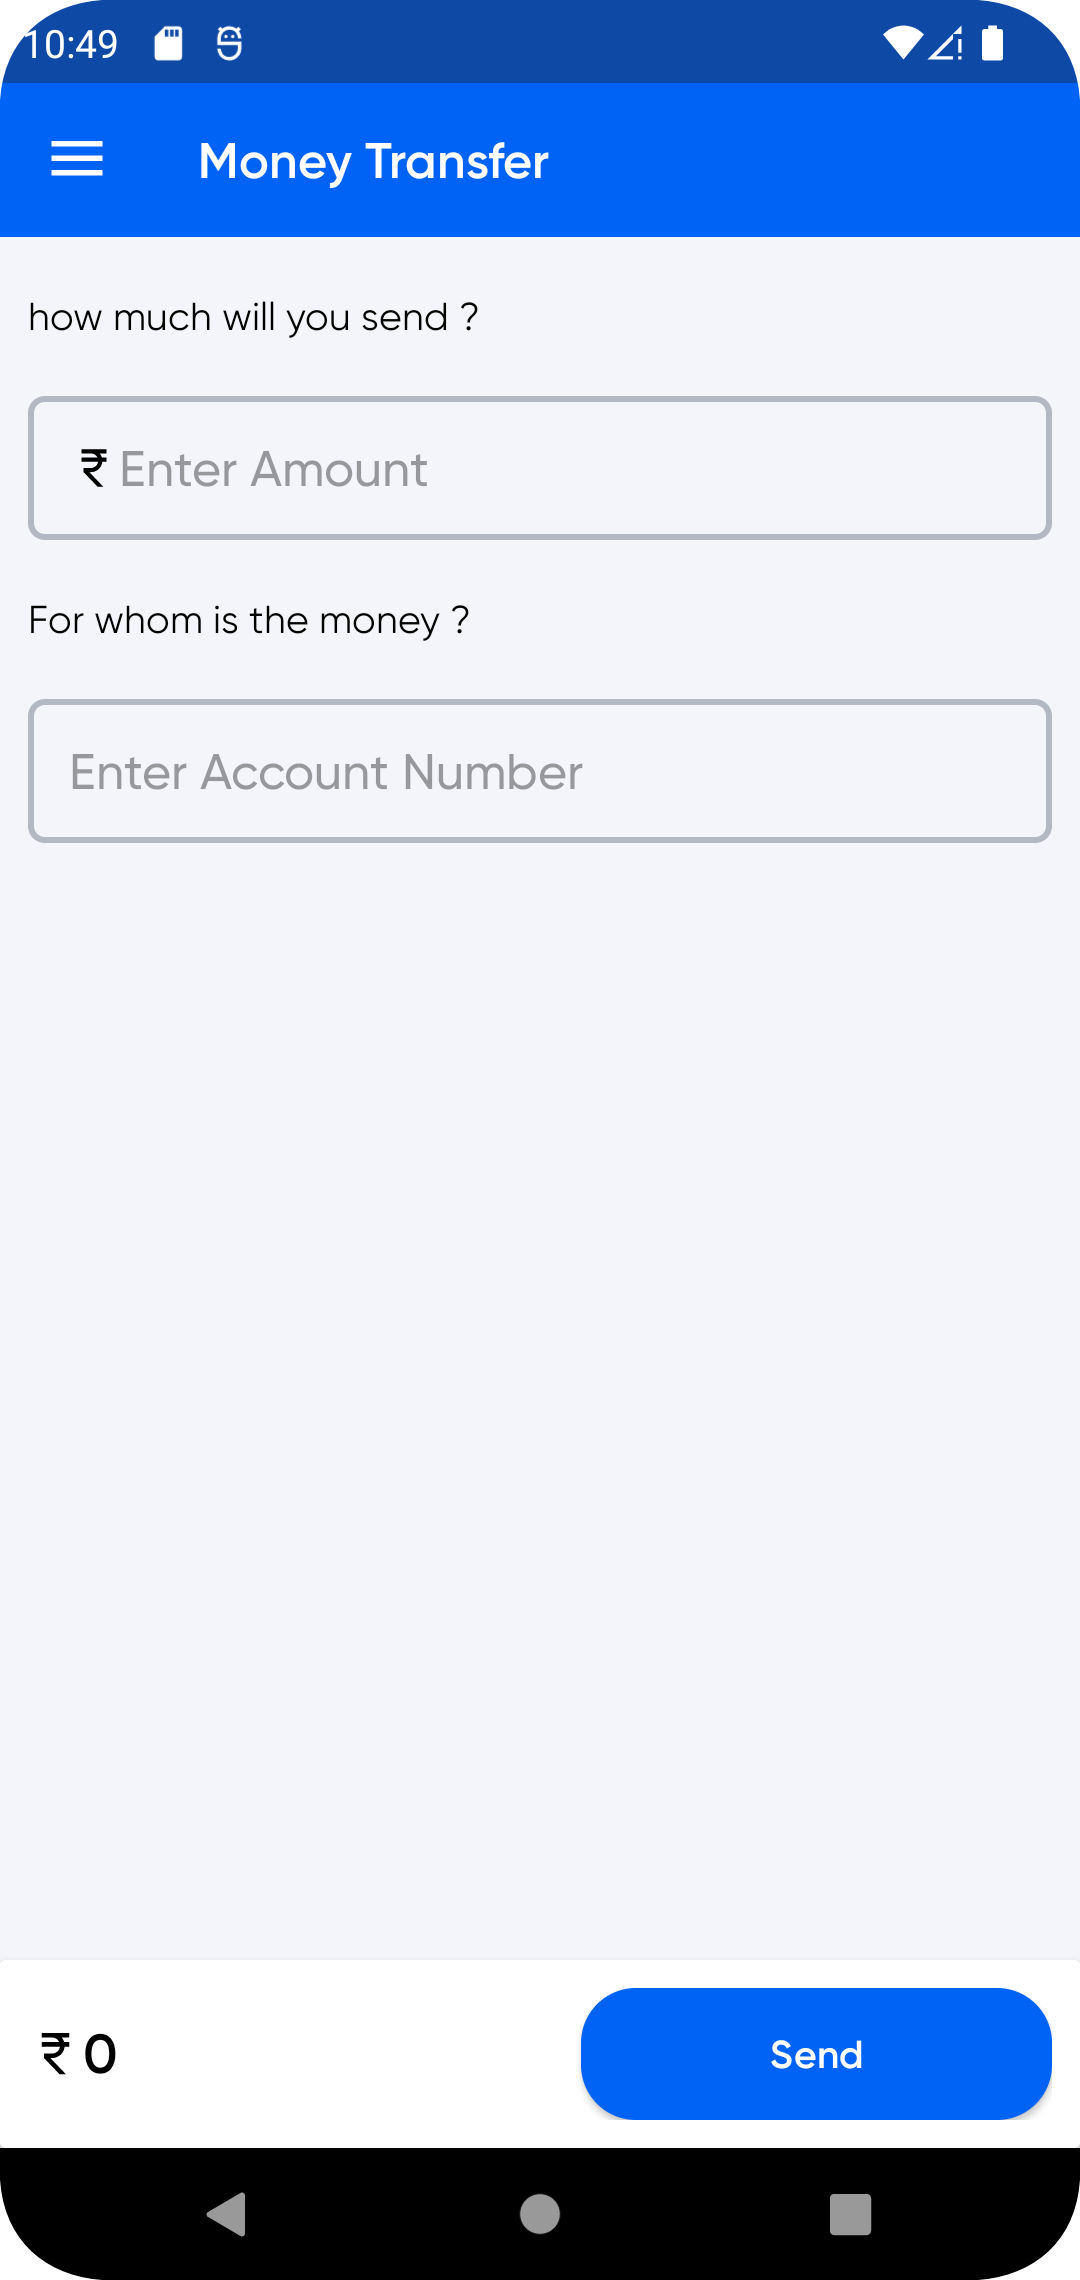 10:49
Money Transfer
how much will you send ?
₹ Enter Amount
For whom is the money ?
Enter Account Number
₹ 0
Send